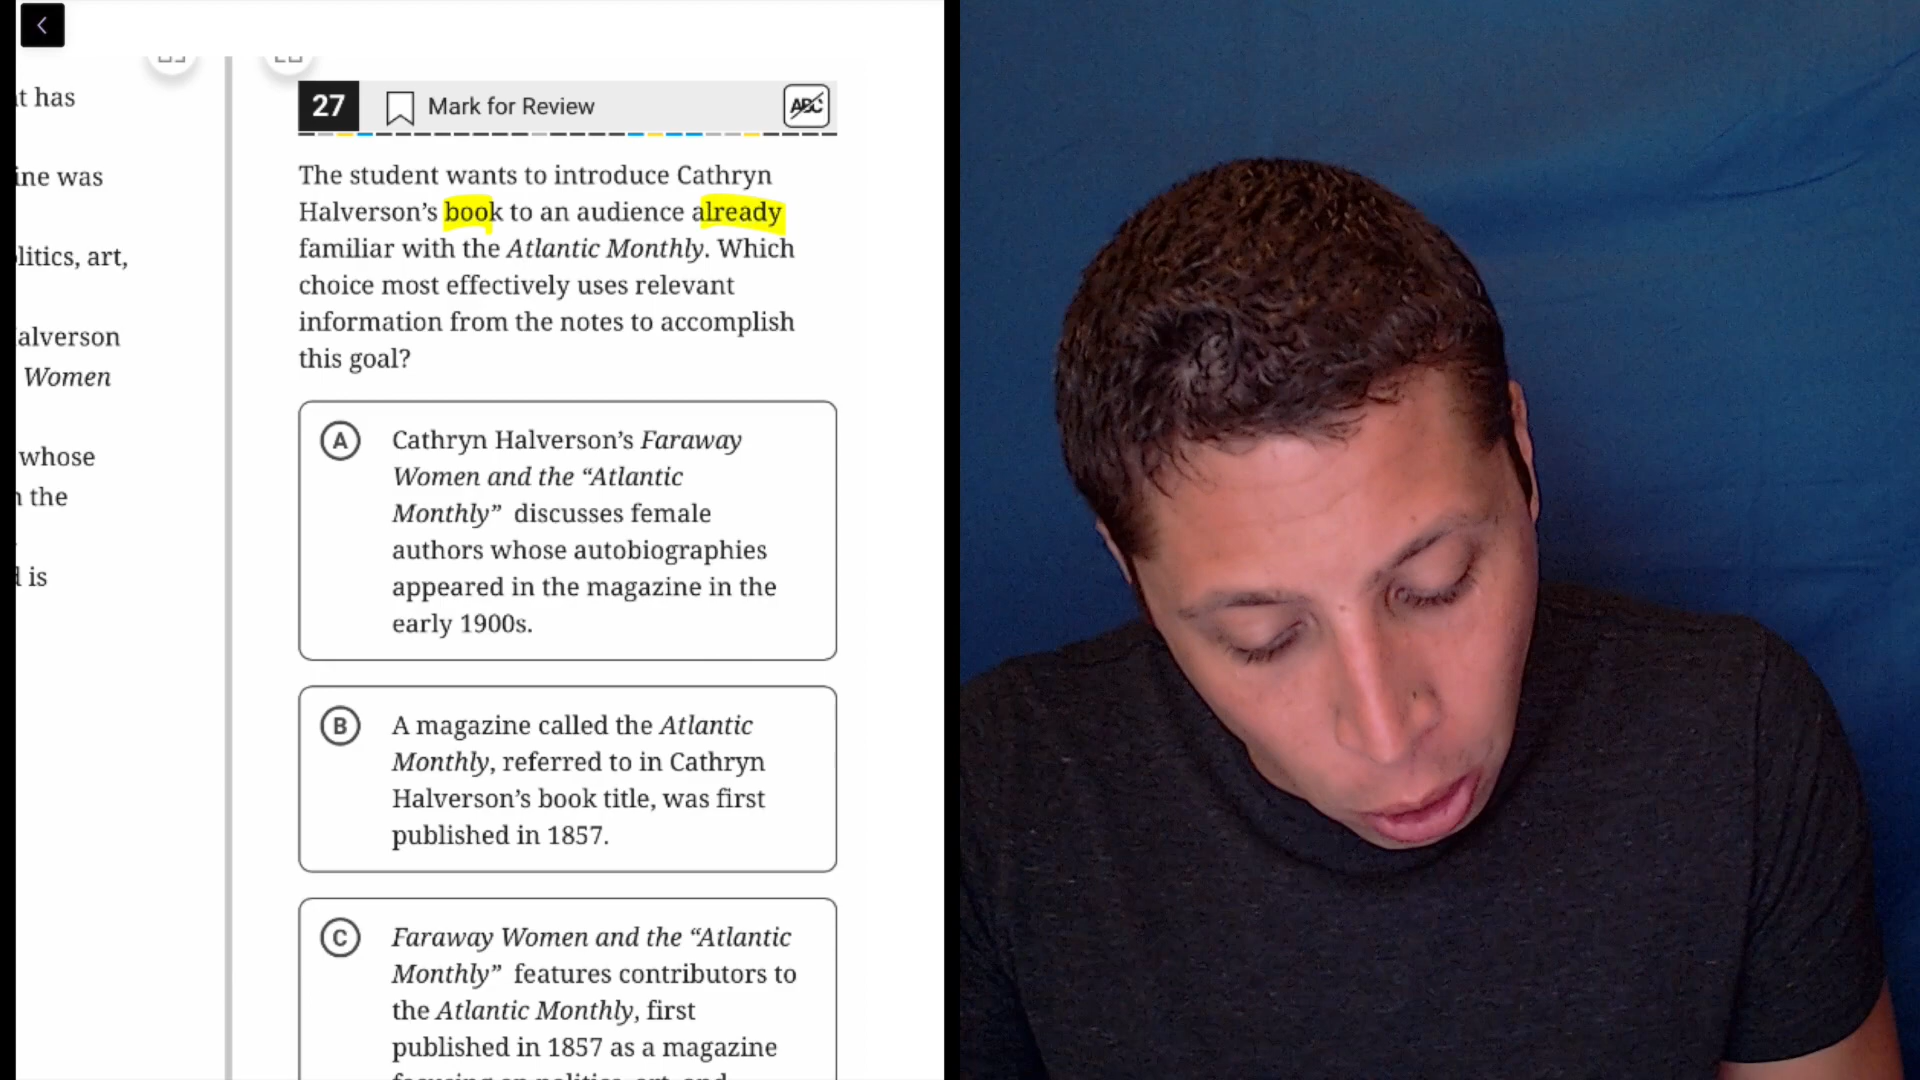 t has
ine was
litics, art,
alverson
Women
whose
n the
is
27 Mark for Review ABC
The student wants to introduce Cathryn
Halverson's book to an audience already
familiar with the Atlantic Monthly. Which
choice most effectively uses relevant
information from the notes to accomplish
this goal?
A Cathryn Halverson's Faraway
Women and the “Atlantic
Monthly” discusses female
authors whose autobiographies
appeared in the magazine in the
early 1900s.
B A magazine called the Atlantic
Monthly, referred to in Cathryn
Halverson's book title, was first
published in 1857.
C Faraway Women and the “Atlantic
Monthly” features contributors to
the Atlantic Monthly, first
published in 1857 as a magazine
focusing on politics, art, and